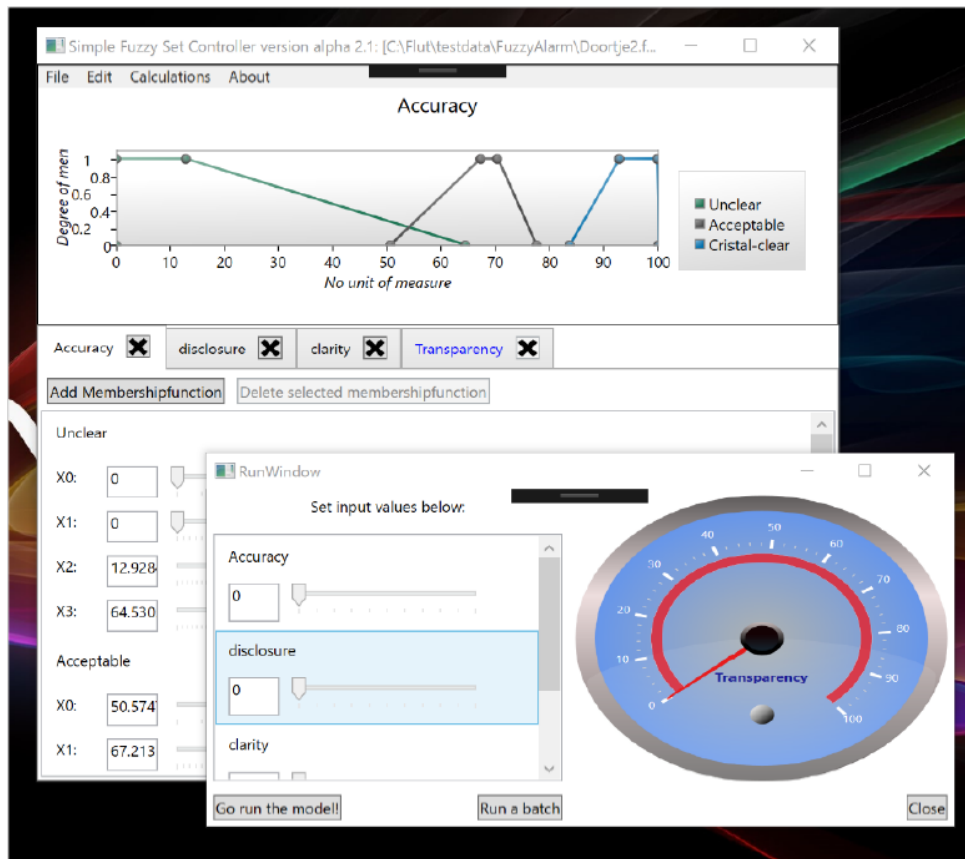 Simple Fuzzy Set Controller version alpha 2.1: [C:\Flut\testdata\FuzzyAlarm\Doortje2.f...
File Edit Calculations About
Accuracy
Degree of men
1
0.8
0.6
0.4
0.2
0
0 10 20 30 40 50 60 70 80 90 100
No unit of measure
Unclear
Acceptable
Cristal-clear
Accuracy disclosure clarity Transparency
Add Membershipfunction Delete selected membershipfunction
Unclear
X0: 0
X1: 0
X2: 12.928
X3: 64.530
Acceptable
X0: 50.574
X1: 67.213
RunWindow
Set input values below:
Accuracy
0
disclosure
0
clarity
0 10 20 30 40 50 60 70 80 90 100
Transparency
Go run the model! Run a batch Close